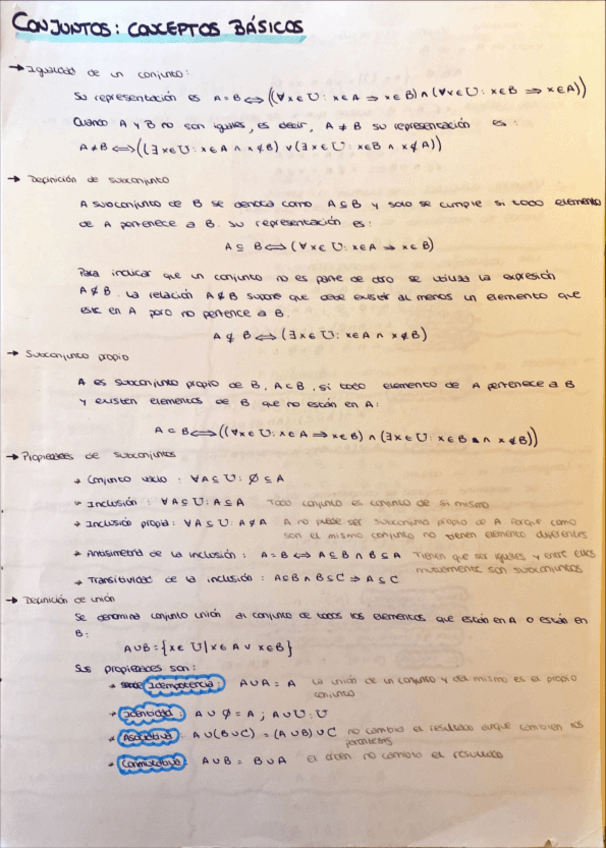 CONJUNTOS: CONCEPTOS BÁSICOS
→ Igualdad de un conjunto:
Su representación es A = B ⟺ ((∀x ∈ U: x ∈ A ⇒ x ∈ B) ∧ (∀x ∈ U: x ∈ B ⇒ x ∈ A))
Cuando A y B no son iguales, es decir, A ≠ B su representación es:
A ≠ B ⟺ ((∃x ∈ U: x ∈ A ∧ x ∉ B) ∨ (∃x ∈ U: x ∈ B ∧ x ∉ A))
→ Definición de subconjunto
A subconjunto de B se denota como A ⊆ B y solo se cumple si todo elemento
de A pertenece a B. Su representación es:
A ⊆ B ⟺ (∀x ∈ U: x ∈ A ⇒ x ∈ B)
Para indicar que un conjunto no es parte de otro se utiliza la expresión
A ⊄ B. La relación A ⊄ B supone que debe existir al menos un elemento que
este en A pero no pertence a B.
A ⊄ B ⟺ (∃x ∈ U: x ∈ A ∧ x ∉ B)
→ Subconjunto propio
A es subconjunto propio de B, A ⊂ B, si todo elemento de A pertenece a B
y existen elementos de B que no están en A:
A ⊂ B ⟺ ((∀x ∈ U: x ∈ A ⇒ x ∈ B) ∧ (∃x ∈ U: x ∈ B ∧ x ∉ B))
→ Propiedades de subconjuntos
→ Conjunto vacío: ∀A ⊆ U: ∅ ⊆ A
→ Inclusión: ∀A ⊆ U: A ⊆ A Todo conjunto es conjunto de si mismo
→ Inclusión propia: ∀A ⊆ U: A ⊄ A A no puede ser subconjunto propio de A porque como
son el mismo conjunto no tienen elemento diferentes
→ Antisimetría de la inclusión: A = B ⟺ A ⊆ B ∧ B ⊆ A Tienen que ser iguales y entre ellos
mutuamente son subconjuntos
→ Transitividad de la inclusión: A ⊆ B ∧ B ⊆ C ⇒ A ⊆ C
→ Definición de unión
Se denomina conjunto unión al conjunto de todos los elementos que están en A o están en
B:
A ∪ B = {x ∈ U | x ∈ A ∨ x ∈ B}
Sus propiedades son:
→ Idempotencia: A ∪ A = A La unión de un conjunto y del mismo es el propio
conjunto
→ Identidad: A ∪ ∅ = A; A ∪ U: U
→ Asociativa: A ∪ (B ∪ C) = (A ∪ B) ∪ C no cambia el resultado aunque cambien los
parentesis
→ Conmutativa: A ∪ B = B ∪ A El orden no cambia el resultado